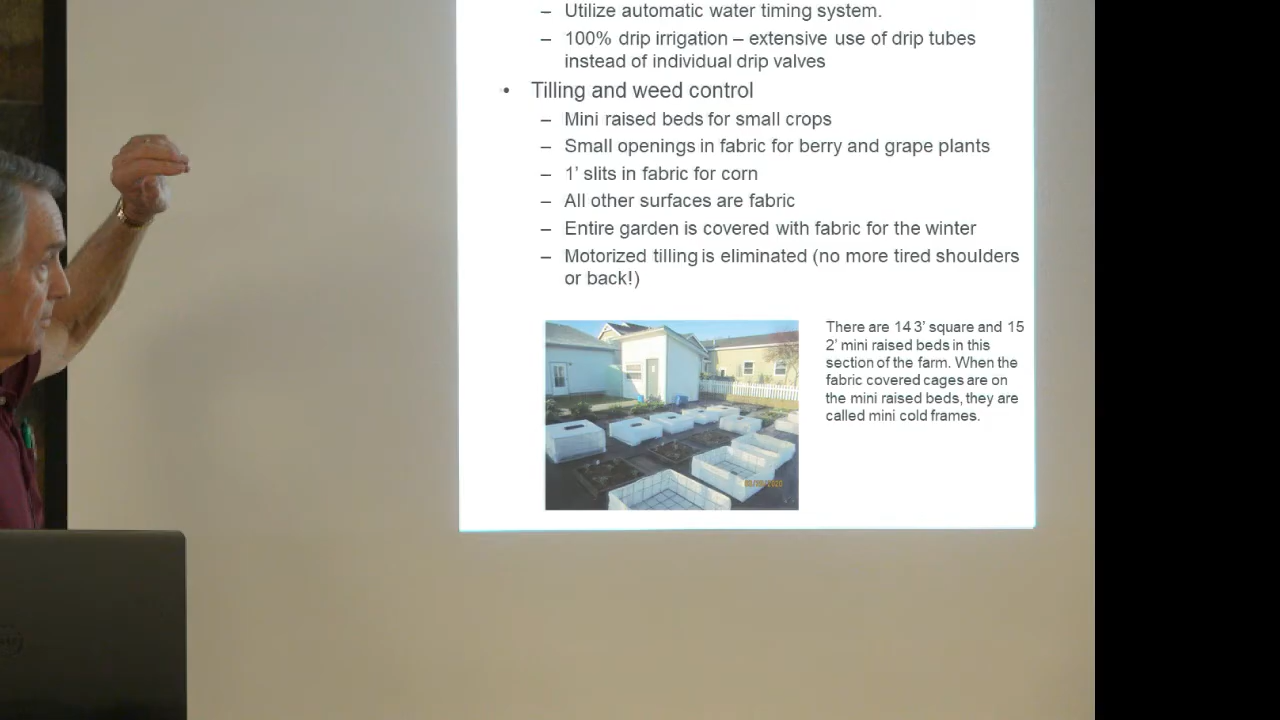 – Utilize automatic water timing system.
– 100% drip irrigation – extensive use of drip tubes
instead of individual drip valves
• Tilling and weed control
– Mini raised beds for small crops
– Small openings in fabric for berry and grape plants
– 1’ slits in fabric for corn
– All other surfaces are fabric
– Entire garden is covered with fabric for the winter
– Motorized tilling is eliminated (no more tired shoulders
or back!)
There are 14 3’ square and 15
2’ mini raised beds in this
section of the farm. When the
fabric covered cages are on
the mini raised beds, they are
called mini cold frames.